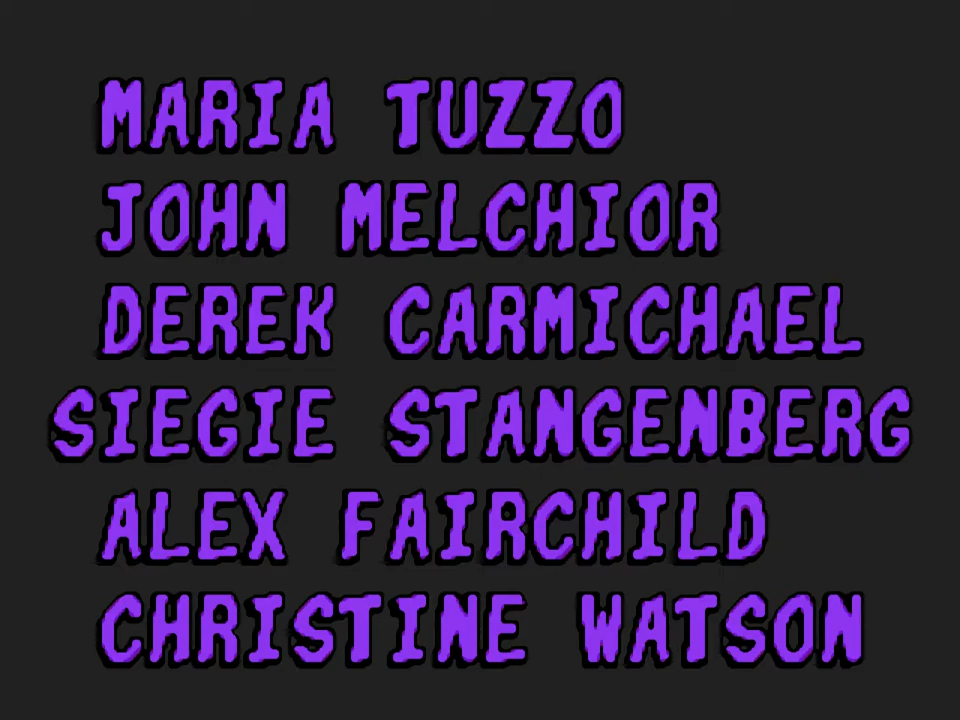 MARIA TUZZO
JOHN MELCHIOR
DEREK CARMICHAEL
SIEGIE STANGENBERG
ALEX FAIRCHILD
CHRISTINE WATSON